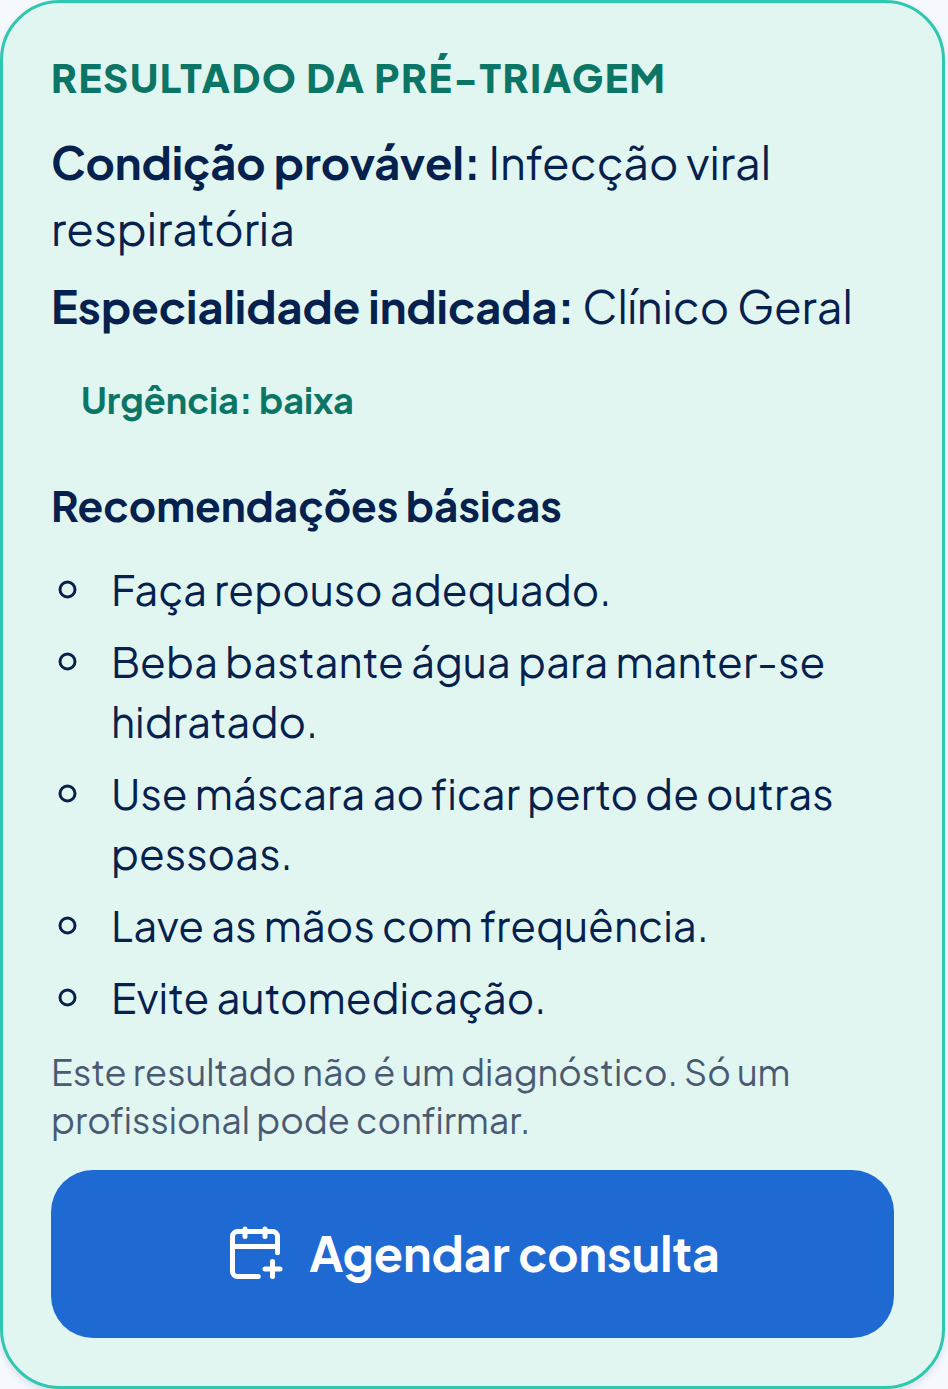 RESULTADO DA PRÉ-TRIAGEM
Condição provável: Infecção viral
respiratória
Especialidade indicada: Clínico Geral
Urgência: baixa
Recomendações básicas
Faça repouso adequado.
Beba bastante água para manter-se
hidratado.
Use máscara ao ficar perto de outras
pessoas.
Lave as mãos com frequência.
Evite automedicação.
Este resultado não é um diagnóstico. Só um
profissional pode confirmar.
Agendar consulta